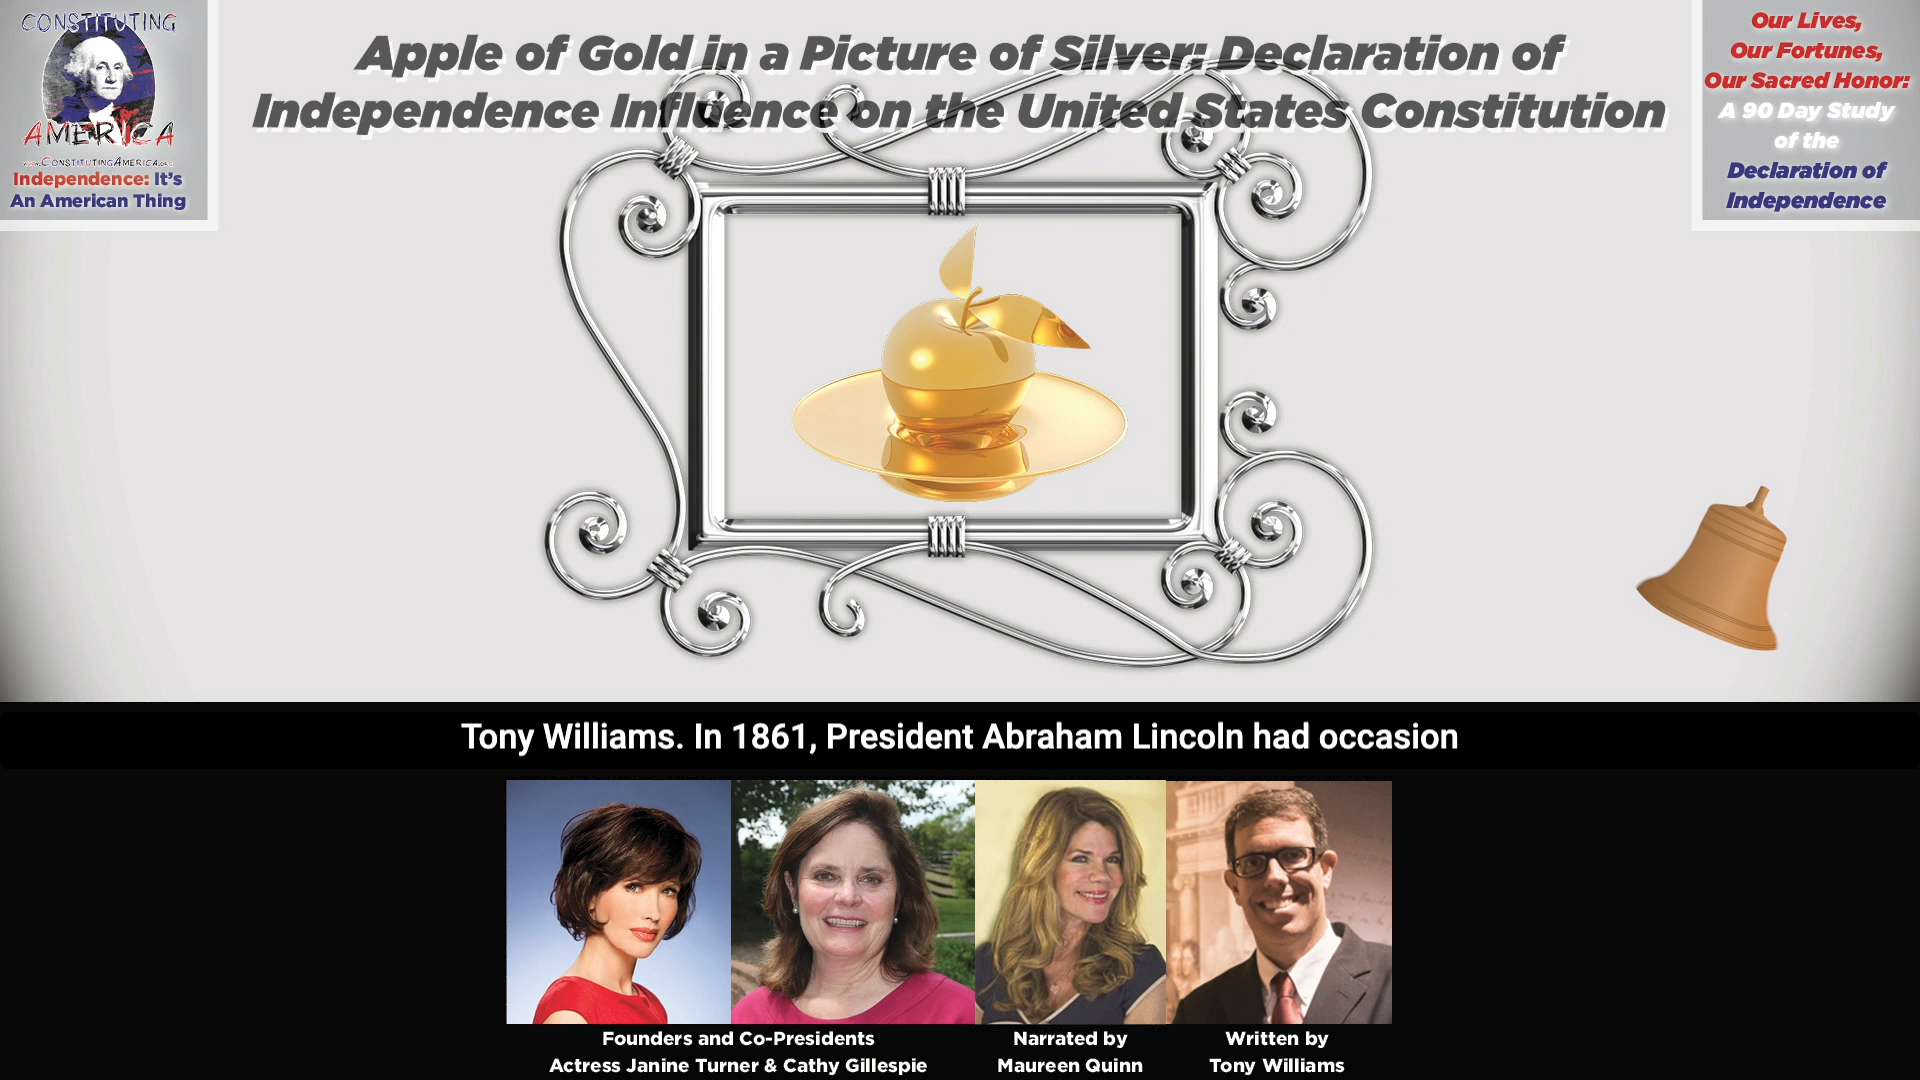 CONSTITUTING
AMERICA
www.CONSTITUTINGAMERICA.org
Independence: It's
An American Thing
Apple of Gold in a Picture of Silver: Declaration of
Independence Influence on the United States Constitution
Our Lives,
Our Fortunes,
Our Sacred Honor:
A 90 Day Study
of the
Declaration of
Independence
Tony Williams. In 1861, President Abraham Lincoln had occasion
Founders and Co-Presidents
Actress Janine Turner & Cathy Gillespie
Narrated by
Maureen Quinn
Written by
Tony Williams